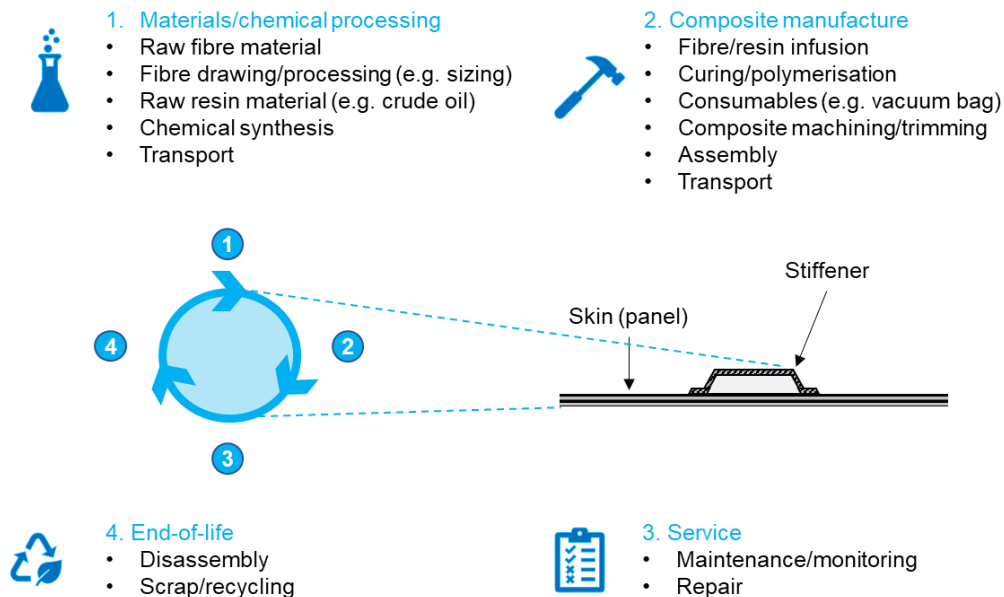 1. Materials/chemical processing
• Raw fibre material
• Fibre drawing/processing (e.g. sizing)
• Raw resin material (e.g. crude oil)
• Chemical synthesis
• Transport
2. Composite manufacture
• Fibre/resin infusion
• Curing/polymerisation
• Consumables (e.g. vacuum bag)
• Composite machining/trimming
• Assembly
• Transport
1
2
3
4
Skin (panel)
Stiffener
4. End-of-life
• Disassembly
• Scrap/recycling
3. Service
• Maintenance/monitoring
• Repair